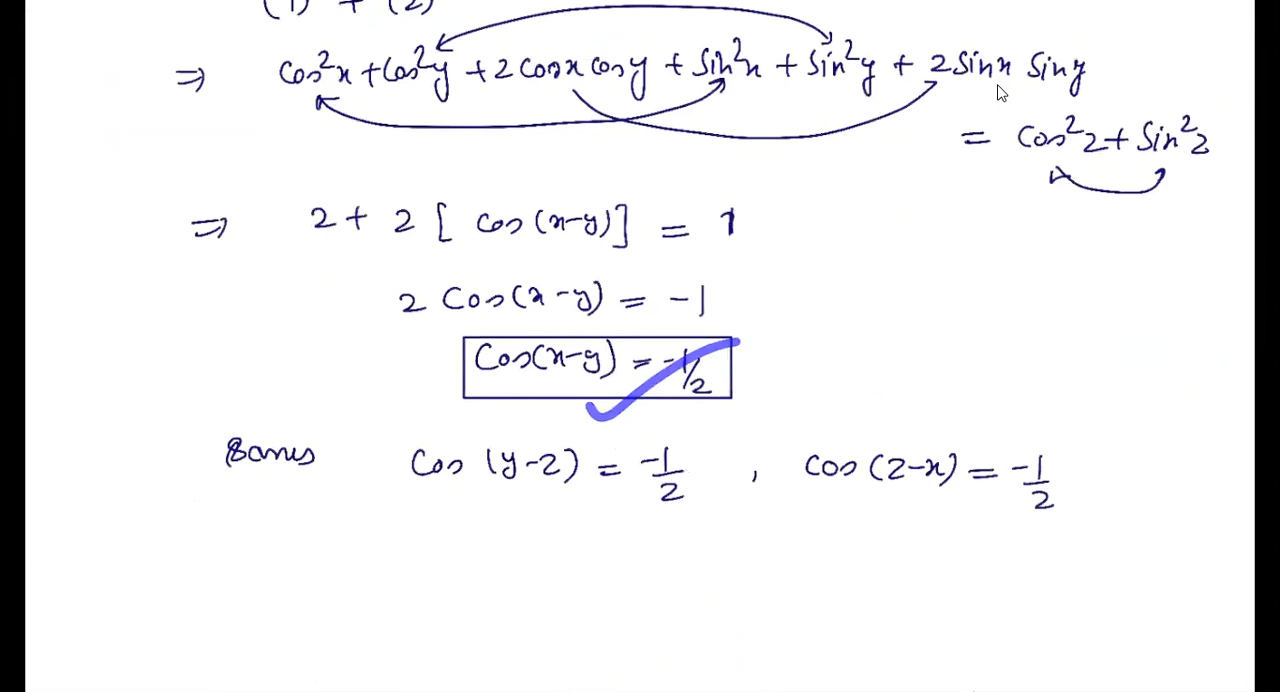 (1) + (2)
⇒ Cos²x + Cos²y + 2 Cosx Cosy + Sin²x + Sin²y + 2 Sinx Siny
= Cos²z + Sin²z
⇒ 2 + 2 [ Cos (x-y)] = 1
2 Cos(x-y) = -1
Cos(x-y) = -1/2
Cos (y-z) = -1/2 , Cos (z-x) = -1/2